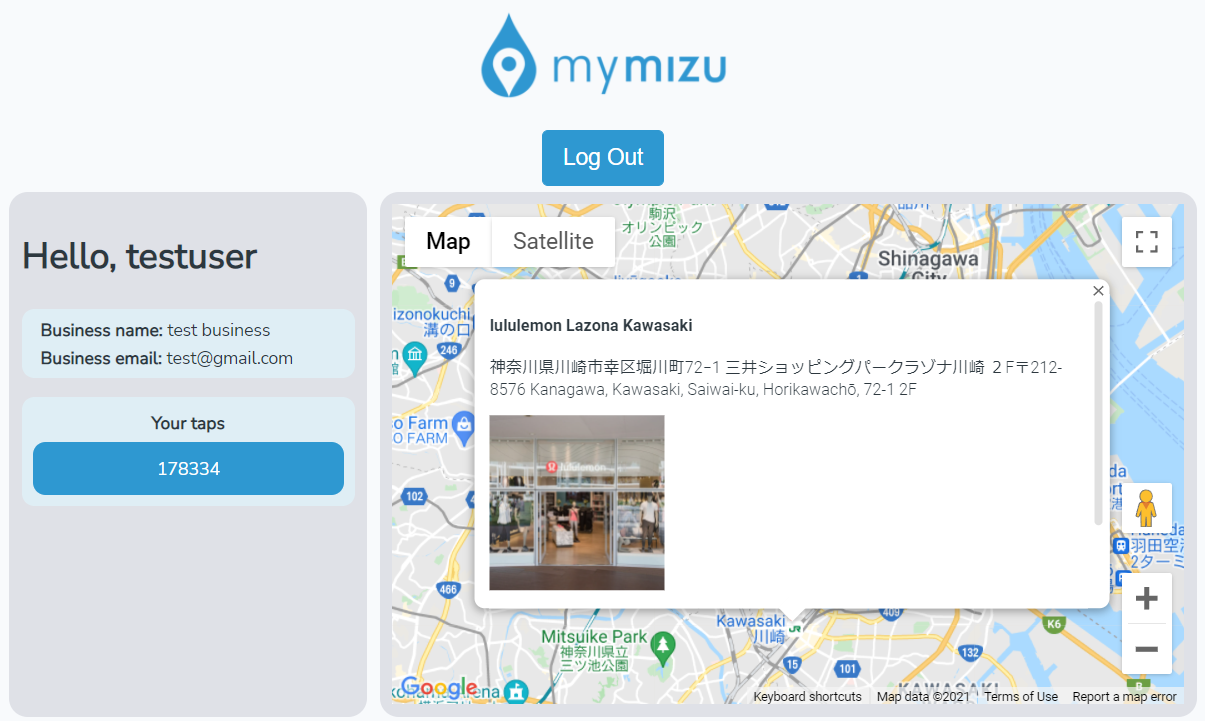 mymizu
Log Out
Hello, testuser
Business name: test business
Business email: test@gmail.com
Your taps
178334
Map
Satellite
駒沢
オリンピック
公園
Shinagawa
City
9
1
izonokuchi
溝の口
246
館
o Farm
O FARM
102
466
lululemon Lazona Kawasaki
神奈川県川崎市幸区堀川町72−1 三井ショッピングパークラゾナ川崎 ２F〒212-
8576 Kanagawa, Kawasaki, Saiwai-ku, Horikawachō, 72-1 2F
lululemon
港
羽田空
2ターミ
Kawasaki
川崎
JR
409
K6
Mitsuike Park
神奈川県立
三ツ池公園
15
101
132
KAWASAKI
Google
Keyboard shortcuts
Map data ©2021
Terms of Use
Report a map error